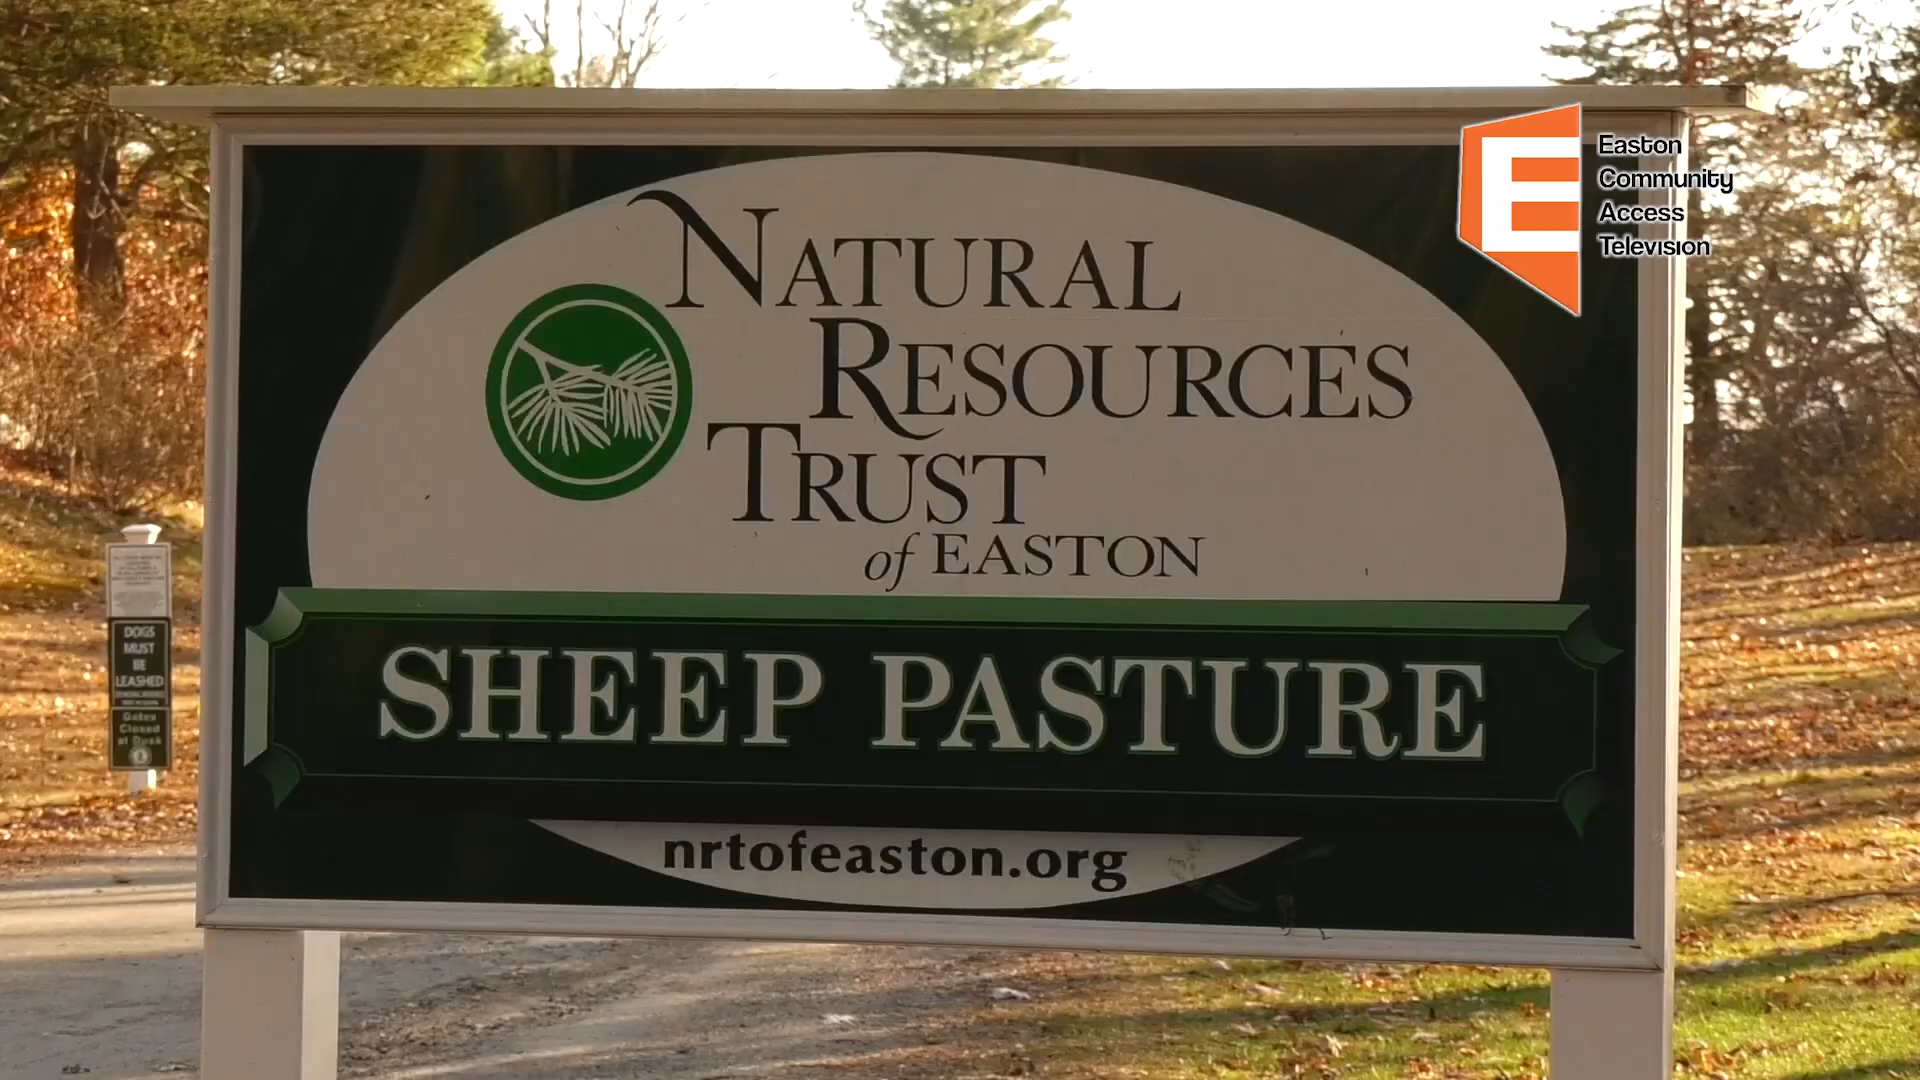 NATURAL
RESOURCES
TRUST
of EASTON
SHEEP PASTURE
nrtofeaston.org
E
Easton
Community
Access
Television
DOGS
MUST
BE
LEASHED
Gates
Closed
at Dusk